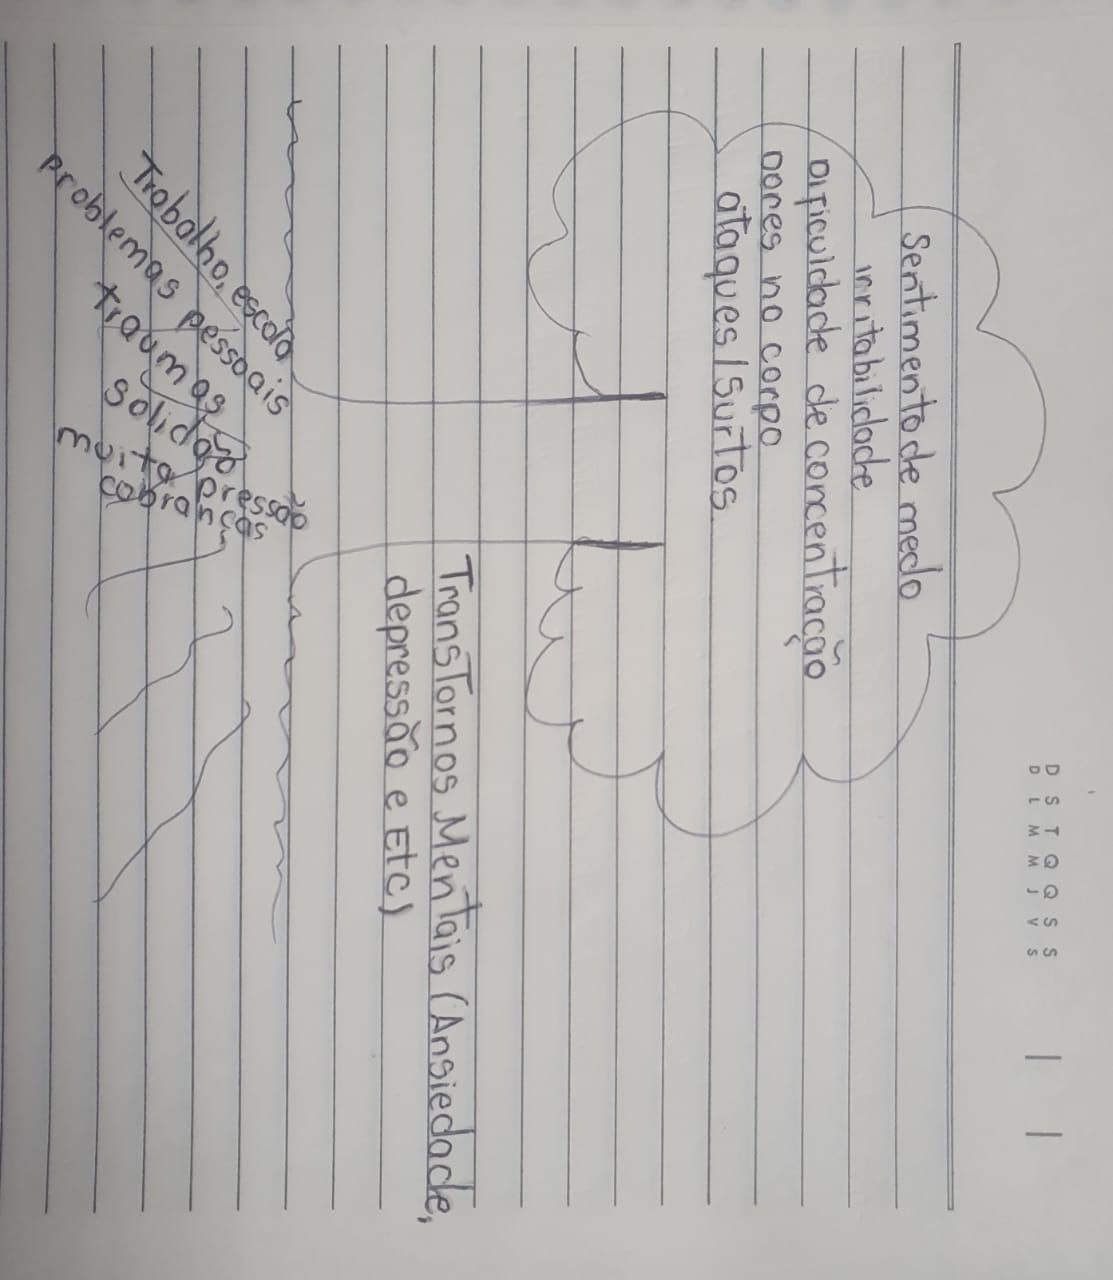 D S T Q Q S S
D L M M J V S
Sentimento de medo
irritabilidade
Dificuldade de concentração
Dores no corpo
ataques/Surtos.
TransTornos Mentais (Ansiedade,
depressão e Etc)
Trabalho, escola
problemas pessoais
traumas
Solidão
pressão
cobranças